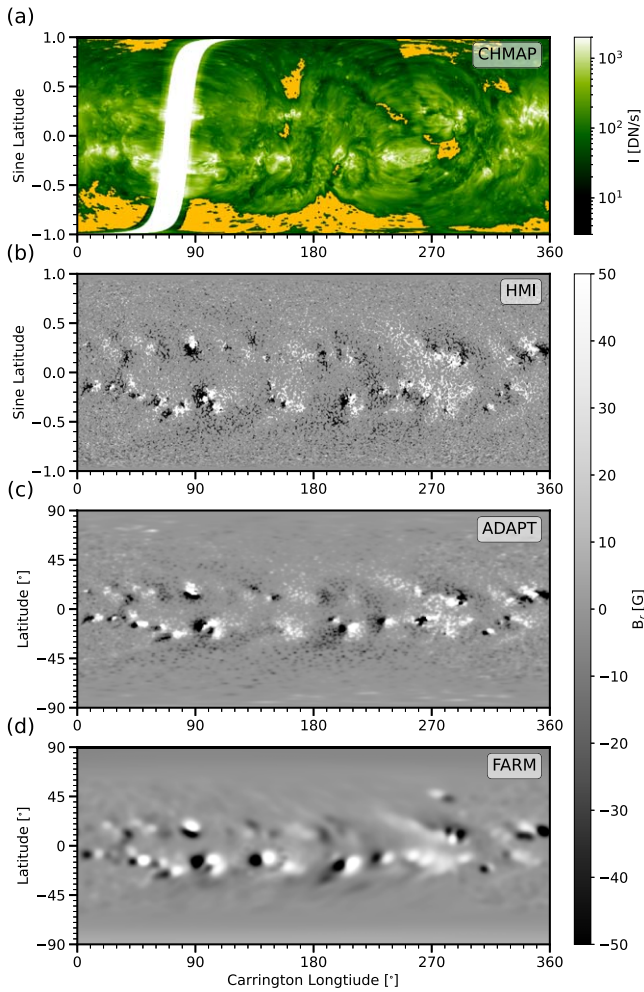 (a)
1.0
0.5
0.0
−0.5
−1.0
Sine Latitude
CHMAP
0 90 180 270 360
10³
10²
10¹
I [DN/s]
(b)
1.0
0.5
0.0
−0.5
−1.0
Sine Latitude
HMI
0 90 180 270 360
(c)
90
45
0
−45
−90
Latitude [°]
ADAPT
0 90 180 270 360
(d)
90
45
0
−45
−90
Latitude [°]
FARM
0 90 180 270 360
Carrington Longtiude [°]
50
40
30
20
10
0
−10
−20
−30
−40
−50
Bᵣ [G]